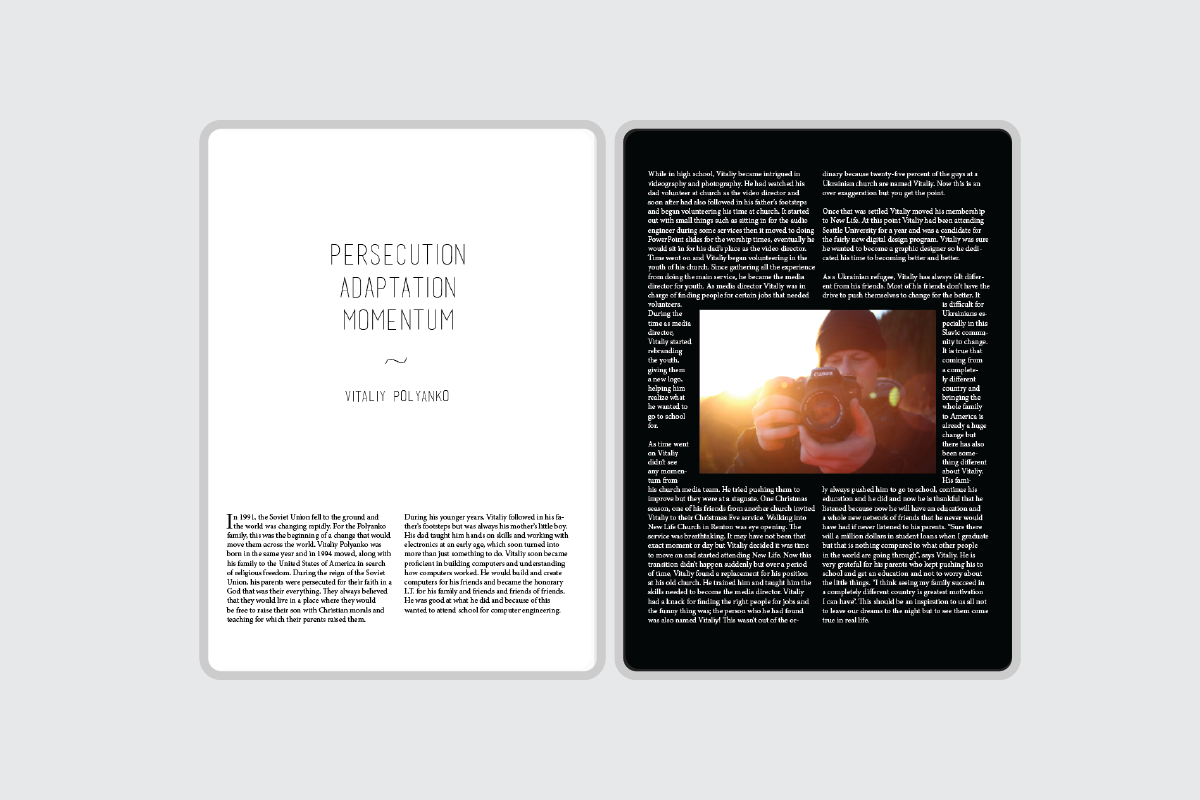 PERSECUTION
ADAPTATION
MOMENTUM
VITALIY POLYANKO
In 1991, the Soviet Union fell to the ground and
the world was changing rapidly. For the Polyanko
family, this was the beginning of a change that would
move them across the world. Vitaliy Polyanko was
born in the same year and in 1994 moved, along with
his family to the United States of America in search
of religious freedom. During the reign of the Soviet
Union, his parents were persecuted for their faith in a
God that was their everything. They always believed
that they would live in a place where they would
be free to raise their son with Christian morals and
teaching for which their parents raised them.
During his younger years, Vitaliy followed in his fa-
ther's footsteps but was always his mother's little boy.
His dad taught him hands on skills and working with
electronics at an early age, which soon turned into
more than just something to do. Vitaliy soon became
proficient in building computers and understanding
how computers worked. He would build and create
computers for his friends and became the honorary
I.T. for his family and friends and friends of friends.
He was good at what he did and because of this
wanted to attend school for computer engineering.
While in high school, Vitaliy became intrigued in
videography and photography. He had watched his
dad volunteer at church as the video director and
soon after had also followed in his father's footsteps
and began volunteering his time at church. It started
out with small things such as sitting in for the audio
engineer during some services then it moved to doing
PowerPoint slides for the worship times, eventually he
would sit in for his dad's place as the video director.
Time went on and Vitaliy began volunteering in the
youth of his church. Since gathering all the experience
from doing the main service, he became the media
director for youth. As media director Vitaliy was in
charge of finding people for certain jobs that needed
volunteers.
During the
time as media
director,
Vitaliy started
rebranding
the youth,
giving them
a new logo,
helping him
realize what
he wanted to
go to school
for.
As time went
on Vitaliy
didn't see
any momen-
tum from
his church media team. He tried pushing them to
improve but they were at a stagnate. One Christmas
season, one of his friends from another church invited
Vitaliy to their Christmas Eve service. Walking into
New Life Church in Renton was eye opening. The
service was breathtaking. It may have not been that
exact moment or day but Vitaliy decided it was time
to move on and started attending New Life. Now this
transition didn't happen suddenly but over a period
of time, Vitaliy found a replacement for his position
at his old church. He trained him and taught him the
skills needed to become the media director. Vitaliy
had a knack for finding the right people for jobs and
the funny thing was; the person who he had found
was also named Vitaliy! This wasn't out of the or-
dinary because twenty-five percent of the guys at a
Ukrainian church are named Vitaliy. Now this is an
over exaggeration but you get the point.
Once that was settled Vitaliy moved his membership
to New Life. At this point Vitaliy had been attending
Seattle University for a year and was a candidate for
the fairly new digital design program. Vitaliy was sure
he wanted to become a graphic designer so he dedi-
cated his time to becoming better and better.
As a Ukrainian refugee, Vitaliy has always felt differ-
ent from his friends. Most of his friends don't have the
drive to push themselves to change for the better. It
is difficult for
Ukrainians es-
pecially in this
Slavic commu-
nity to change.
It is true that
coming from
a complete-
ly different
country and
bringing the
whole family
to America is
already a huge
change but
there has also
been some-
thing different
about Vitaliy.
His fami-
ly always pushed him to go to school, continue his
education and he did and now he is thankful that he
listened because now he will have an education and
a whole new network of friends that he never would
have had if never listened to his parents. "Sure there
will a million dollars in student loans when I graduate
but that is nothing compared to what other people
in the world are going through", says Vitaliy. He is
very grateful for his parents who kept pushing his to
school and get an education and not to worry about
the little things. "I think seeing my family succeed in
a completely different country is greatest motivation
I can have". This should be an inspiration to us all not
to leave our dreams to the night but to see them come
true in real life.